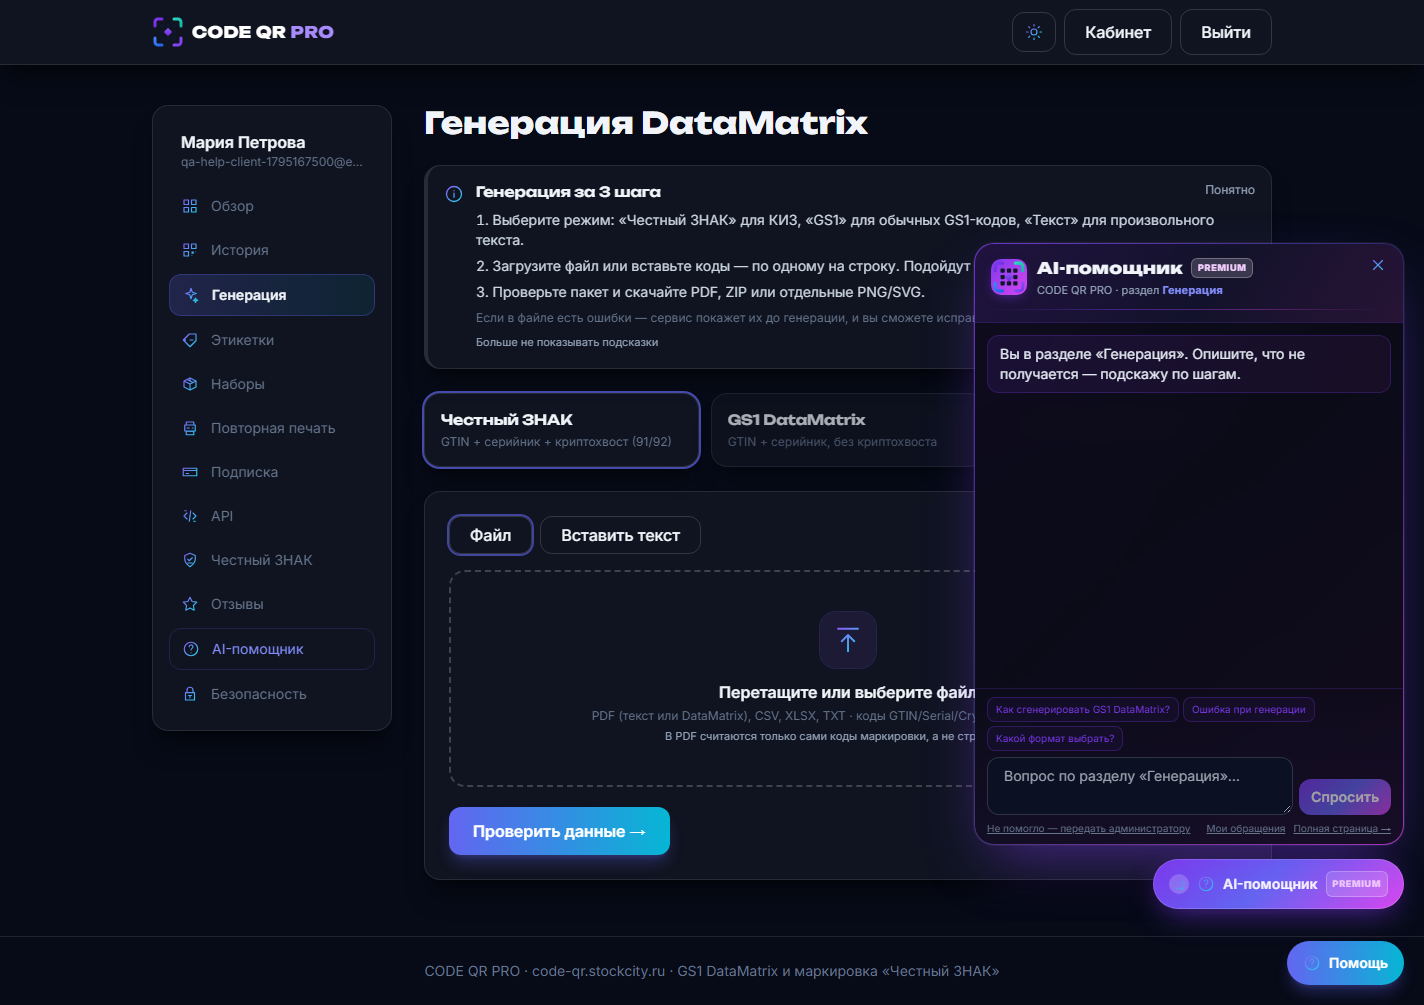 CODE QR PRO
Кабинет
Выйти
Мария Петрова
qa-help-client-1795167500@e...
Обзор
История
Генерация
Этикетки
Наборы
Повторная печать
Подписка
API
Честный ЗНАК
Отзывы
AI-помощник
Безопасность
Генерация DataMatrix
Генерация за 3 шага
Понятно
1. Выберите режим: «Честный ЗНАК» для КИЗ, «GS1» для обычных GS1-кодов, «Текст» для произвольного
текста.
2. Загрузите файл или вставьте коды — по одному на строку. Подойдут
3. Проверьте пакет и скачайте PDF, ZIP или отдельные PNG/SVG.
Если в файле есть ошибки — сервис покажет их до генерации, и вы сможете
Больше не показывать подсказки
Честный ЗНАК
GTIN + серийник + криптохвост (91/92)
GS1 DataMatrix
GTIN + серийник, без криптохвоста
Файл
Вставить текст
Перетащите или выберите файл
PDF (текст или DataMatrix), CSV, XLSX, TXT · коды GTIN/Serial/
В PDF считаются только сами коды маркировки, а не
Проверить данные →
AI-помощник PREMIUM
CODE QR PRO · раздел Генерация
Вы в разделе «Генерация». Опишите, что не
получается — подскажу по шагам.
Как сгенерировать GS1 DataMatrix?
Ошибка при генерации
Какой формат выбрать?
Вопрос по разделу «Генерация»...
Спросить
Не помогло — передать администратору
Мои обращения
Полная страница →
AI-помощник PREMIUM
CODE QR PRO · code-qr.stockcity.ru · GS1 DataMatrix и маркировка «Честный ЗНАК»
Помощь